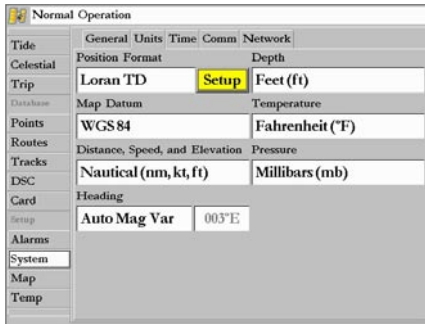 Normal Operation
General Units Time Comm Network
Tide
Celestial
Trip
Database
Points
Routes
Tracks
DSC
Card
Setup
Alarms
System
Map
Temp
Position Format
Loran TD
Setup
Depth
Feet (ft)
Map Datum
WGS 84
Temperature
Fahrenheit (°F)
Distance, Speed, and Elevation
Nautical (nm, kt, ft)
Pressure
Millibars (mb)
Heading
Auto Mag Var
003°E